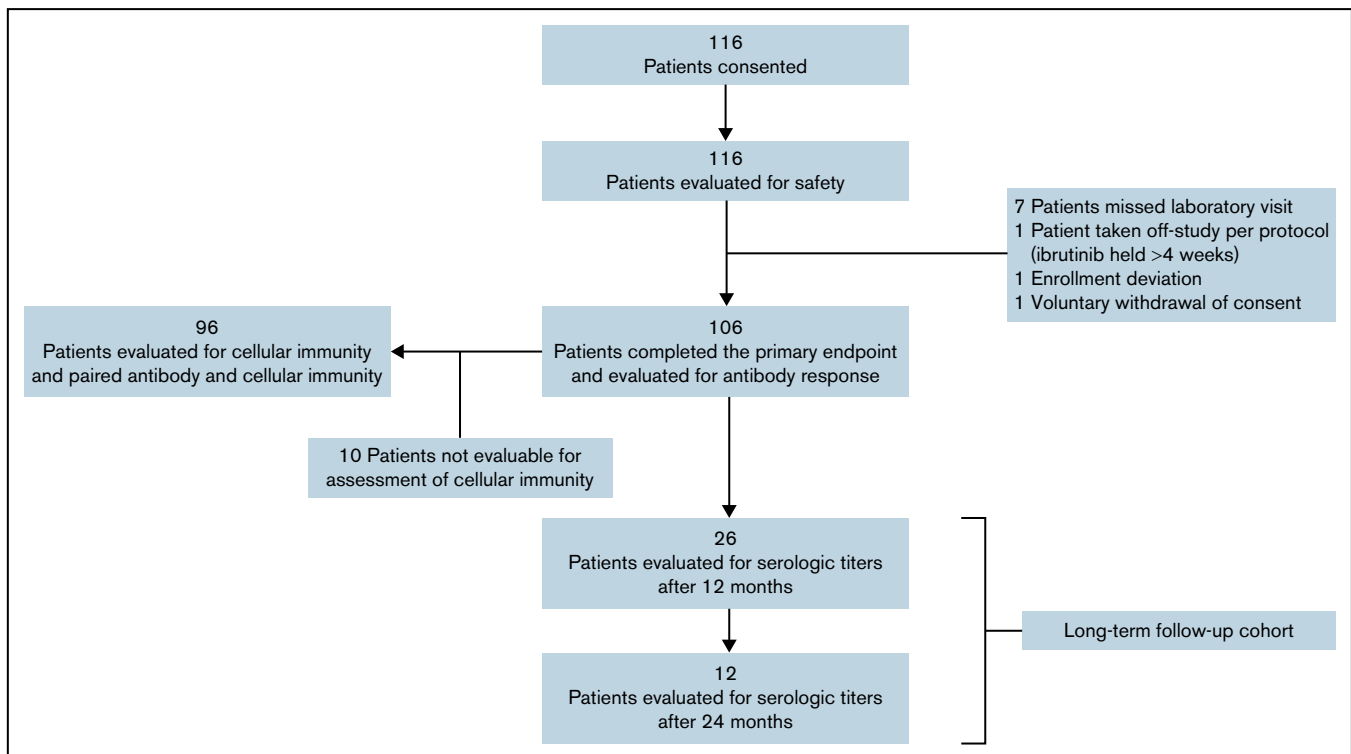 116
Patients consented
116
Patients evaluated for safety
7 Patients missed laboratory visit
1 Patient taken off-study per protocol
(ibrutinib held >4 weeks)
1 Enrollment deviation
1 Voluntary withdrawal of consent
96
Patients evaluated for cellular immunity
and paired antibody and cellular immunity
106
Patients completed the primary endpoint
and evaluated for antibody response
10 Patients not evaluable for
assessment of cellular immunity
26
Patients evaluated for serologic titers
after 12 months
Long-term follow-up cohort
12
Patients evaluated for serologic titers
after 24 months